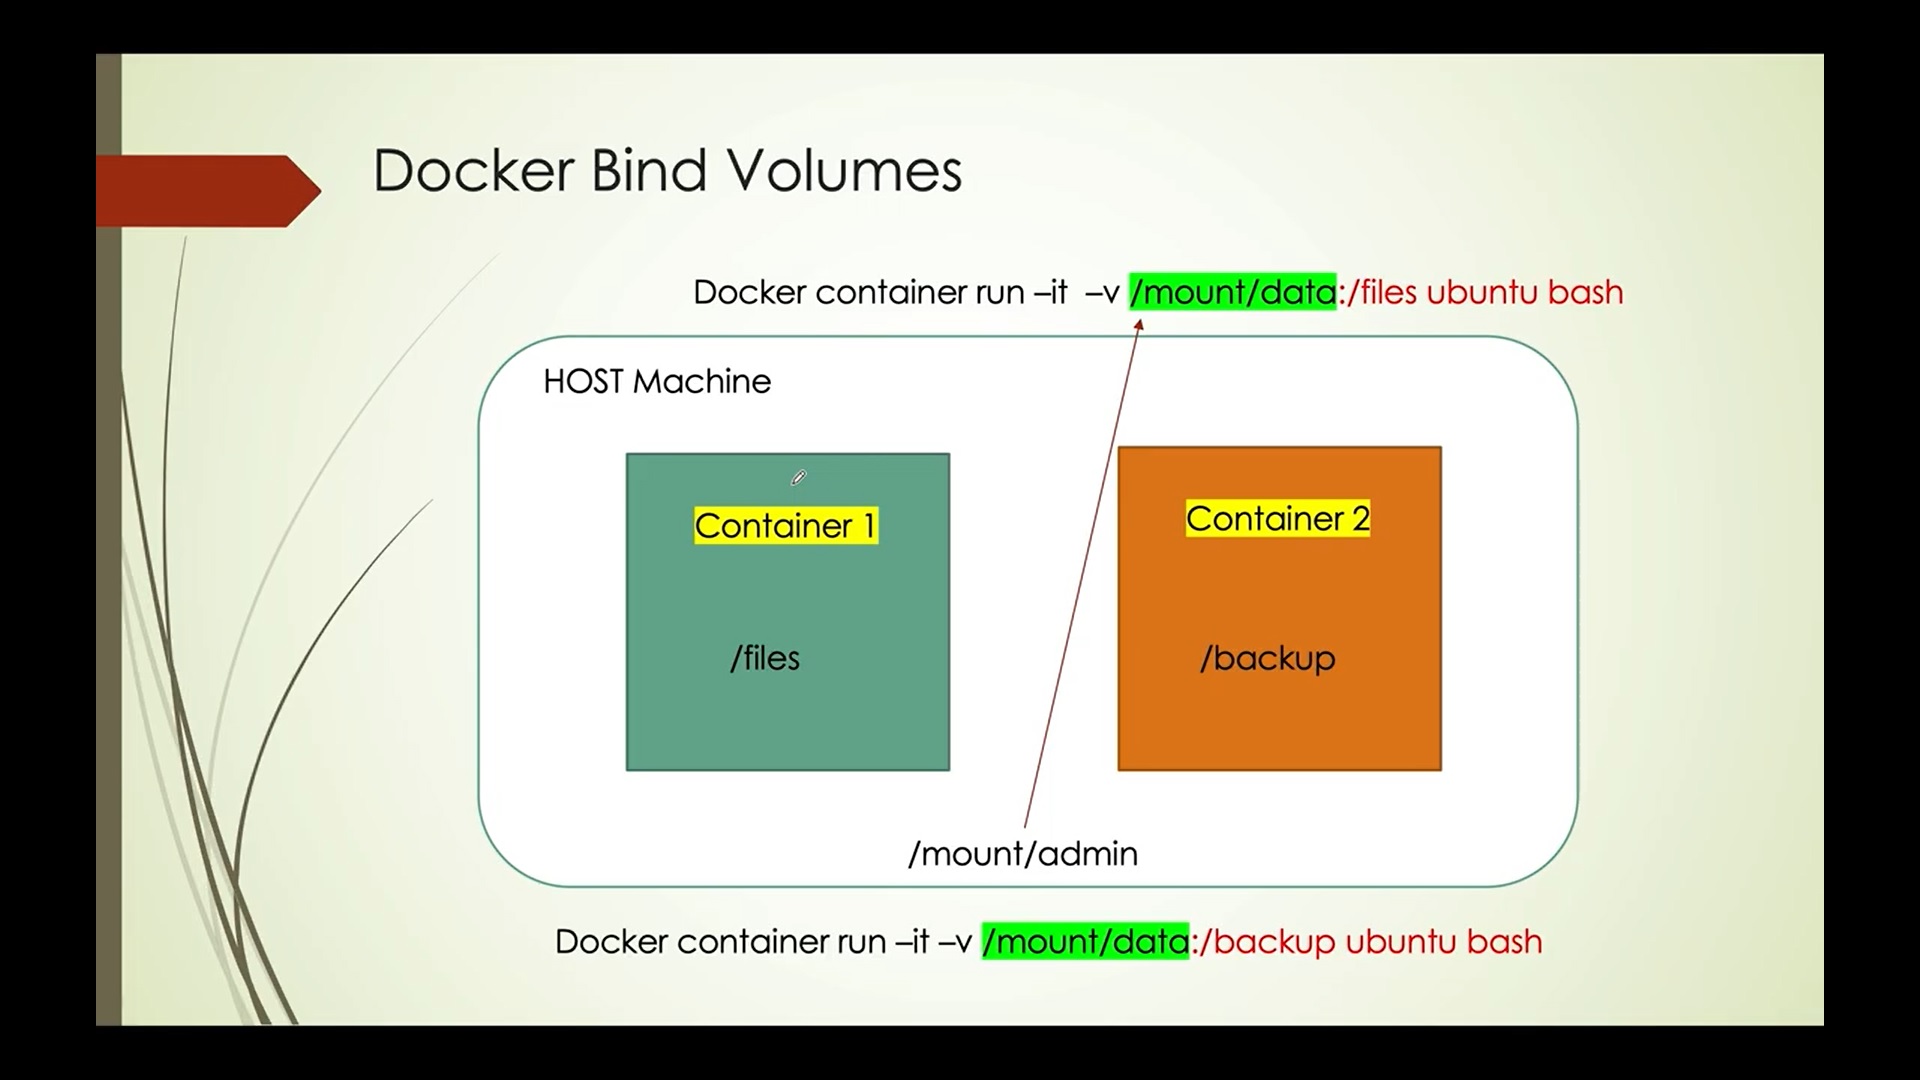 Docker Bind Volumes
Docker container run –it  –v /mount/data:/files ubuntu bash
HOST Machine
Container 1
Container 2
/files
/backup
/mount/admin
Docker container run –it –v /mount/data:/backup ubuntu bash